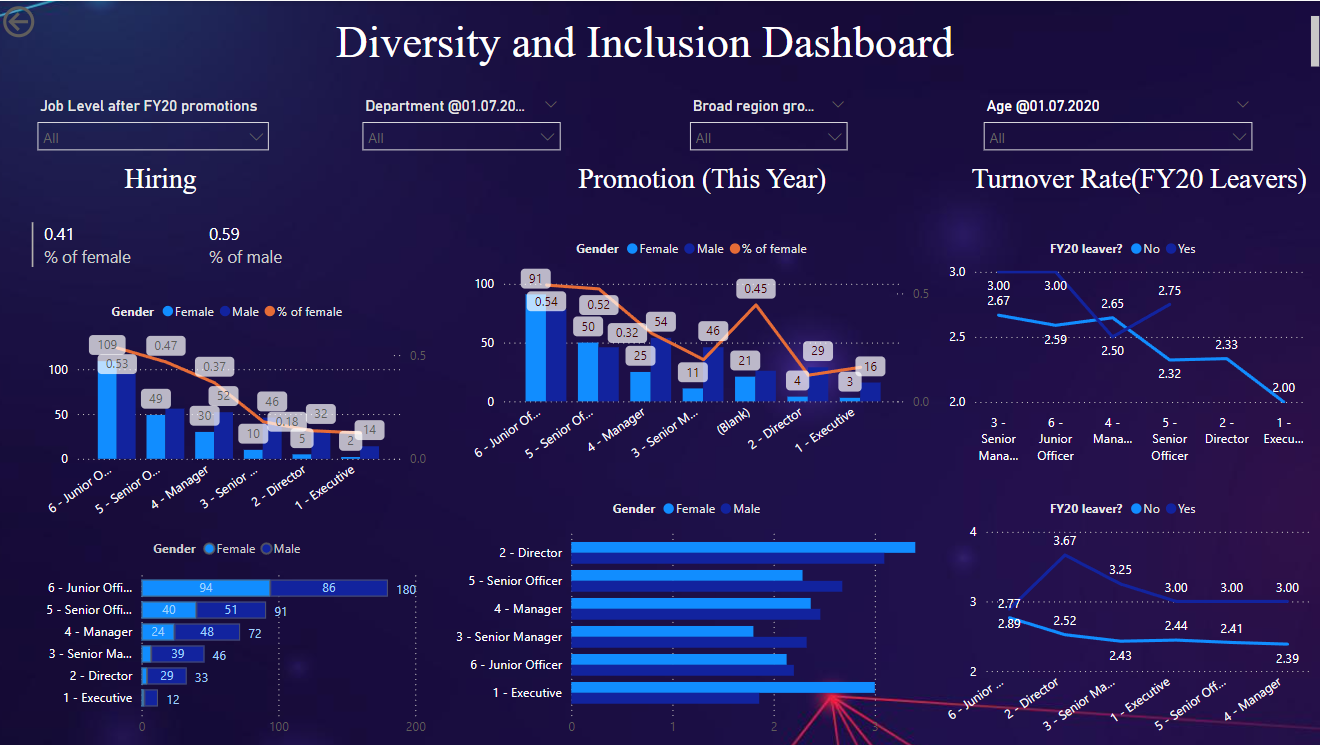 Diversity and Inclusion Dashboard
Job Level after FY20 promotions
All
Department @01.07.20...
All
Broad region gro...
All
Age @01.07.2020
All
Hiring
0.41
% of female
0.59
% of male
Gender Female Male % of female
100
50
0
0.5
0.0
109
0.53
0.47
49
0.37
30
52
10
46
0.18
5
32
2
14
6 - Junior O...
5 - Senior O...
4 - Manager
3 - Senior ...
2 - Director
1 - Executive
Gender Female Male
6 - Junior Offi... 94 86 180
5 - Senior Offi... 40 51 91
4 - Manager 24 48 72
3 - Senior Ma... 39 46
2 - Director 29 33
1 - Executive 12
0 100 200
Promotion (This Year)
Gender Female Male % of female
100
50
0
0.5
0.0
91
0.54
0.52
50
0.32
25
54
11
46
0.45
21
4
29
3
16
6 - Junior Of...
5 - Senior Of...
4 - Manager
3 - Senior M...
(Blank)
2 - Director
1 - Executive
Gender Female Male
2 - Director
5 - Senior Officer
4 - Manager
3 - Senior Manager
6 - Junior Officer
1 - Executive
0 1 2 3
Turnover Rate(FY20 Leavers)
FY20 leaver? No Yes
3.0
2.5
2.0
3.00
2.67
3.00
2.59
2.65
2.50
2.75
2.32
2.33
2.00
3 - Senior Mana...
6 - Junior Officer
4 - Mana...
5 - Senior Officer
2 - Director
1 - Execu...
FY20 leaver? No Yes
4
3
2
2.77
2.89
3.67
2.52
3.25
2.43
3.00
2.44
3.00
2.41
3.00
2.39
6 - Junior ...
2 - Director
3 - Senior Ma...
1 - Executive
5 - Senior Off...
4 - Manager